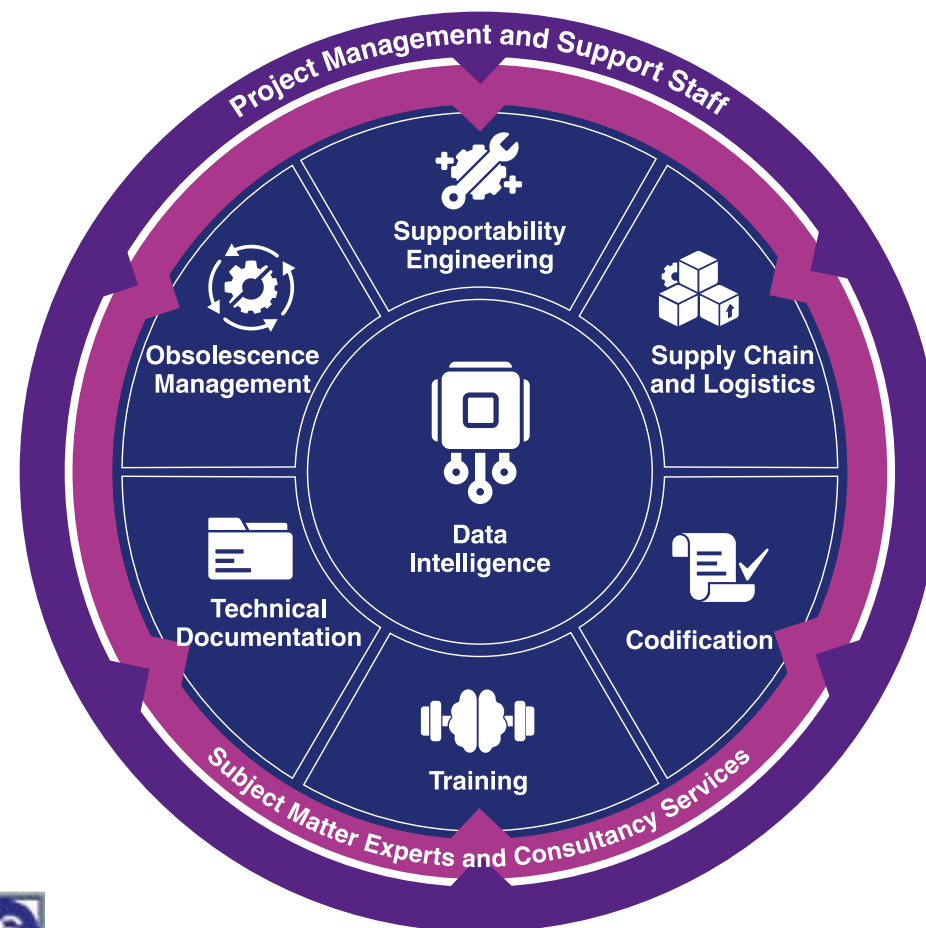 Project Management and Support Staff
Supportability
Engineering
Obsolescence
Management
Supply Chain
and Logistics
Data
Intelligence
Technical
Documentation
Codification
Training
Subject Matter Experts and Consultancy Services